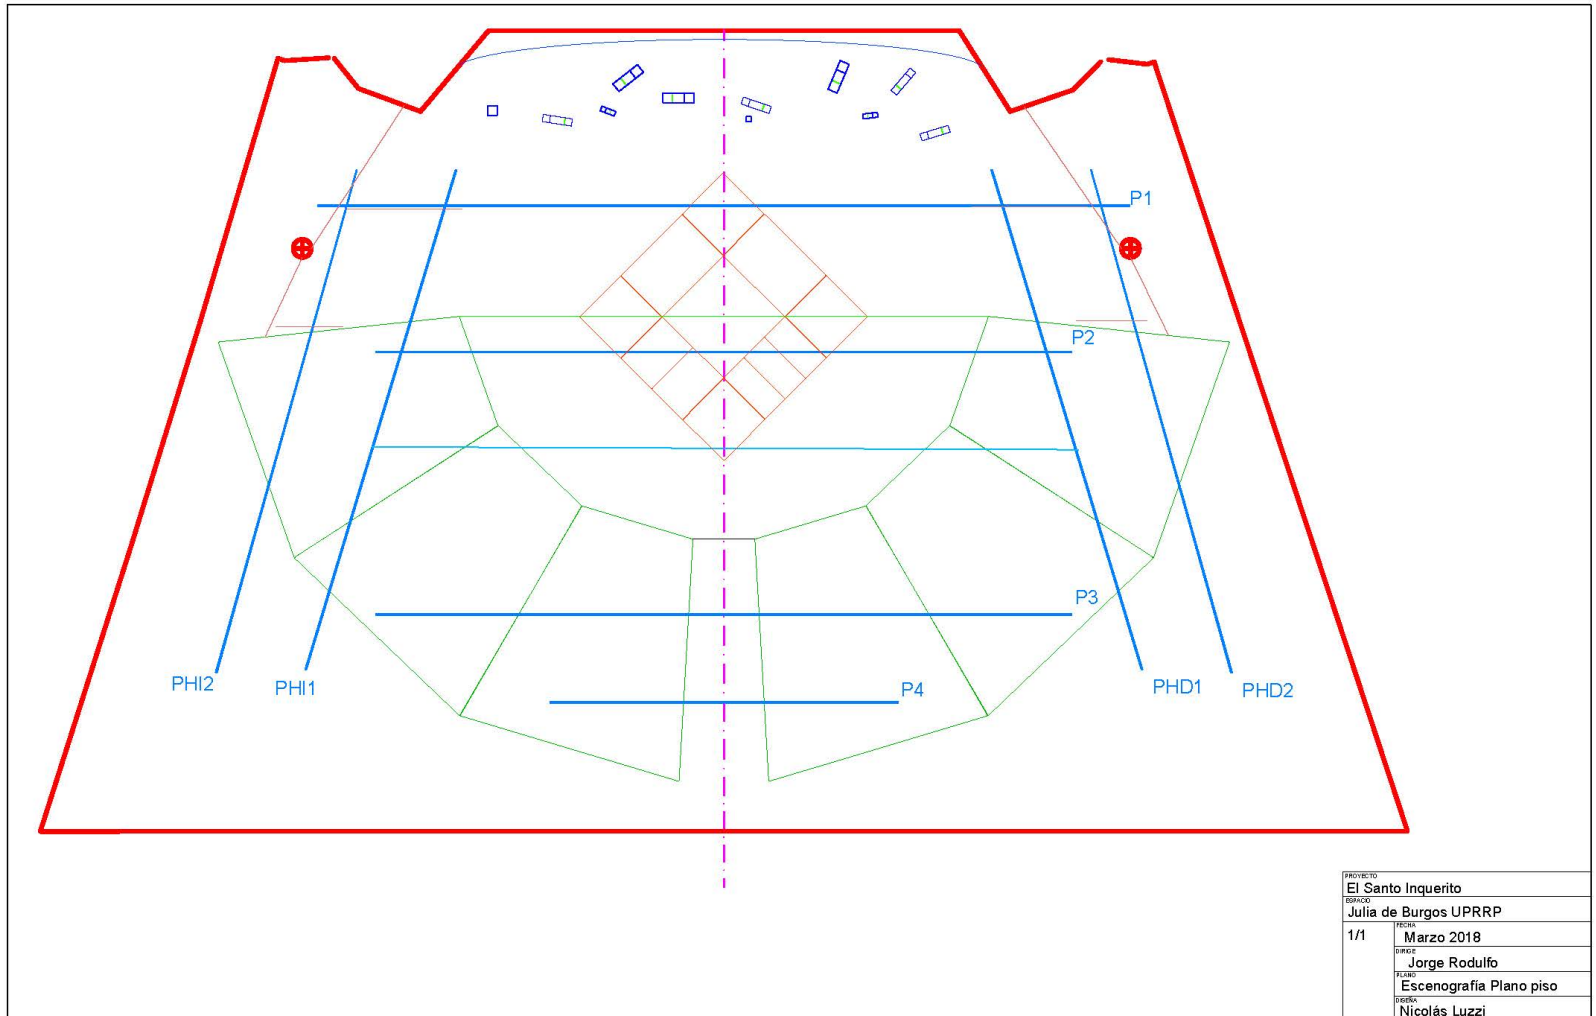 P1
P2
P3
PHI2
PHI1
P4
PHD1
PHD2
PROYECTO
El Santo Inquerito
ESPACIO
Julia de Burgos UPRRP
1/1
FECHA
Marzo 2018
DIRIGE
Jorge Rodulfo
PLANO
Escenografía Plano piso
DISEÑA
Nicolás Luzzi